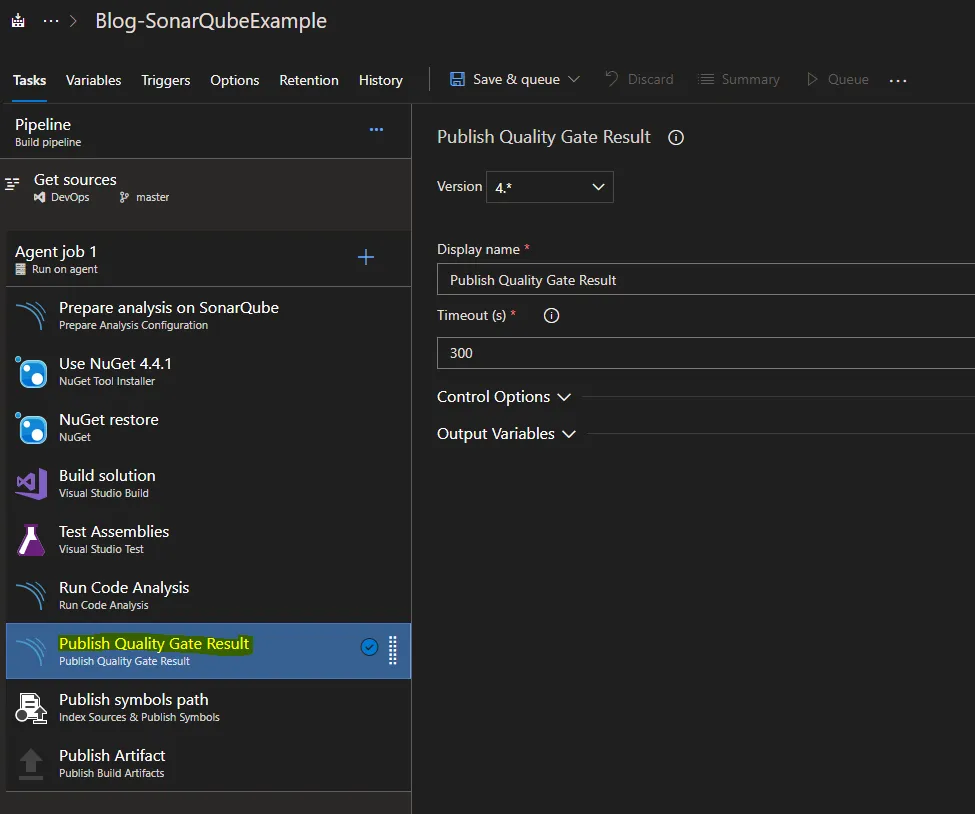 Blog-SonarQubeExample
Tasks Variables Triggers Options Retention History Save & queue Discard Summary Queue
Pipeline
Build pipeline
Get sources
DevOps master
Agent job 1
Run on agent
Prepare analysis on SonarQube
Prepare Analysis Configuration
Use NuGet 4.4.1
NuGet Tool Installer
NuGet restore
NuGet
Build solution
Visual Studio Build
Test Assemblies
Visual Studio Test
Run Code Analysis
Run Code Analysis
Publish Quality Gate Result
Publish Quality Gate Result
Publish symbols path
Index Sources & Publish Symbols
Publish Artifact
Publish Build Artifacts
Publish Quality Gate Result
Version 4.*
Display name *
Publish Quality Gate Result
Timeout (s) *
300
Control Options
Output Variables